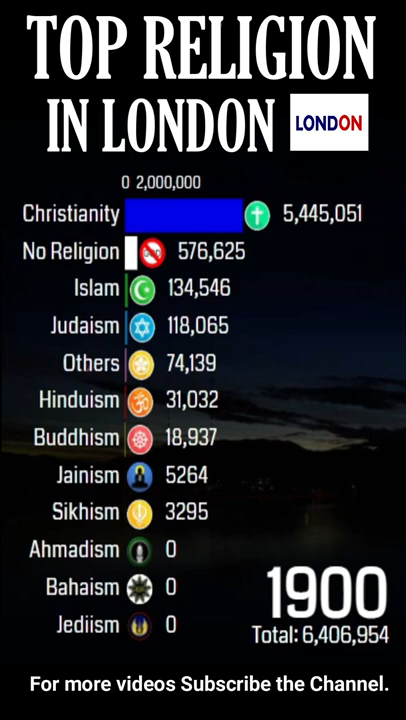 TOP RELIGION
IN LONDON LONDON
0 2,000,000
Christianity 5,445,051
No Religion 576,625
Islam 134,546
Judaism 118,065
Others 74,139
Hinduism 31,032
Buddhism 18,937
Jainism 5264
Sikhism 3295
Ahmadism 0
Bahaism 0
Jediism 0
1900
Total: 6,406,954
For more videos Subscribe the Channel.